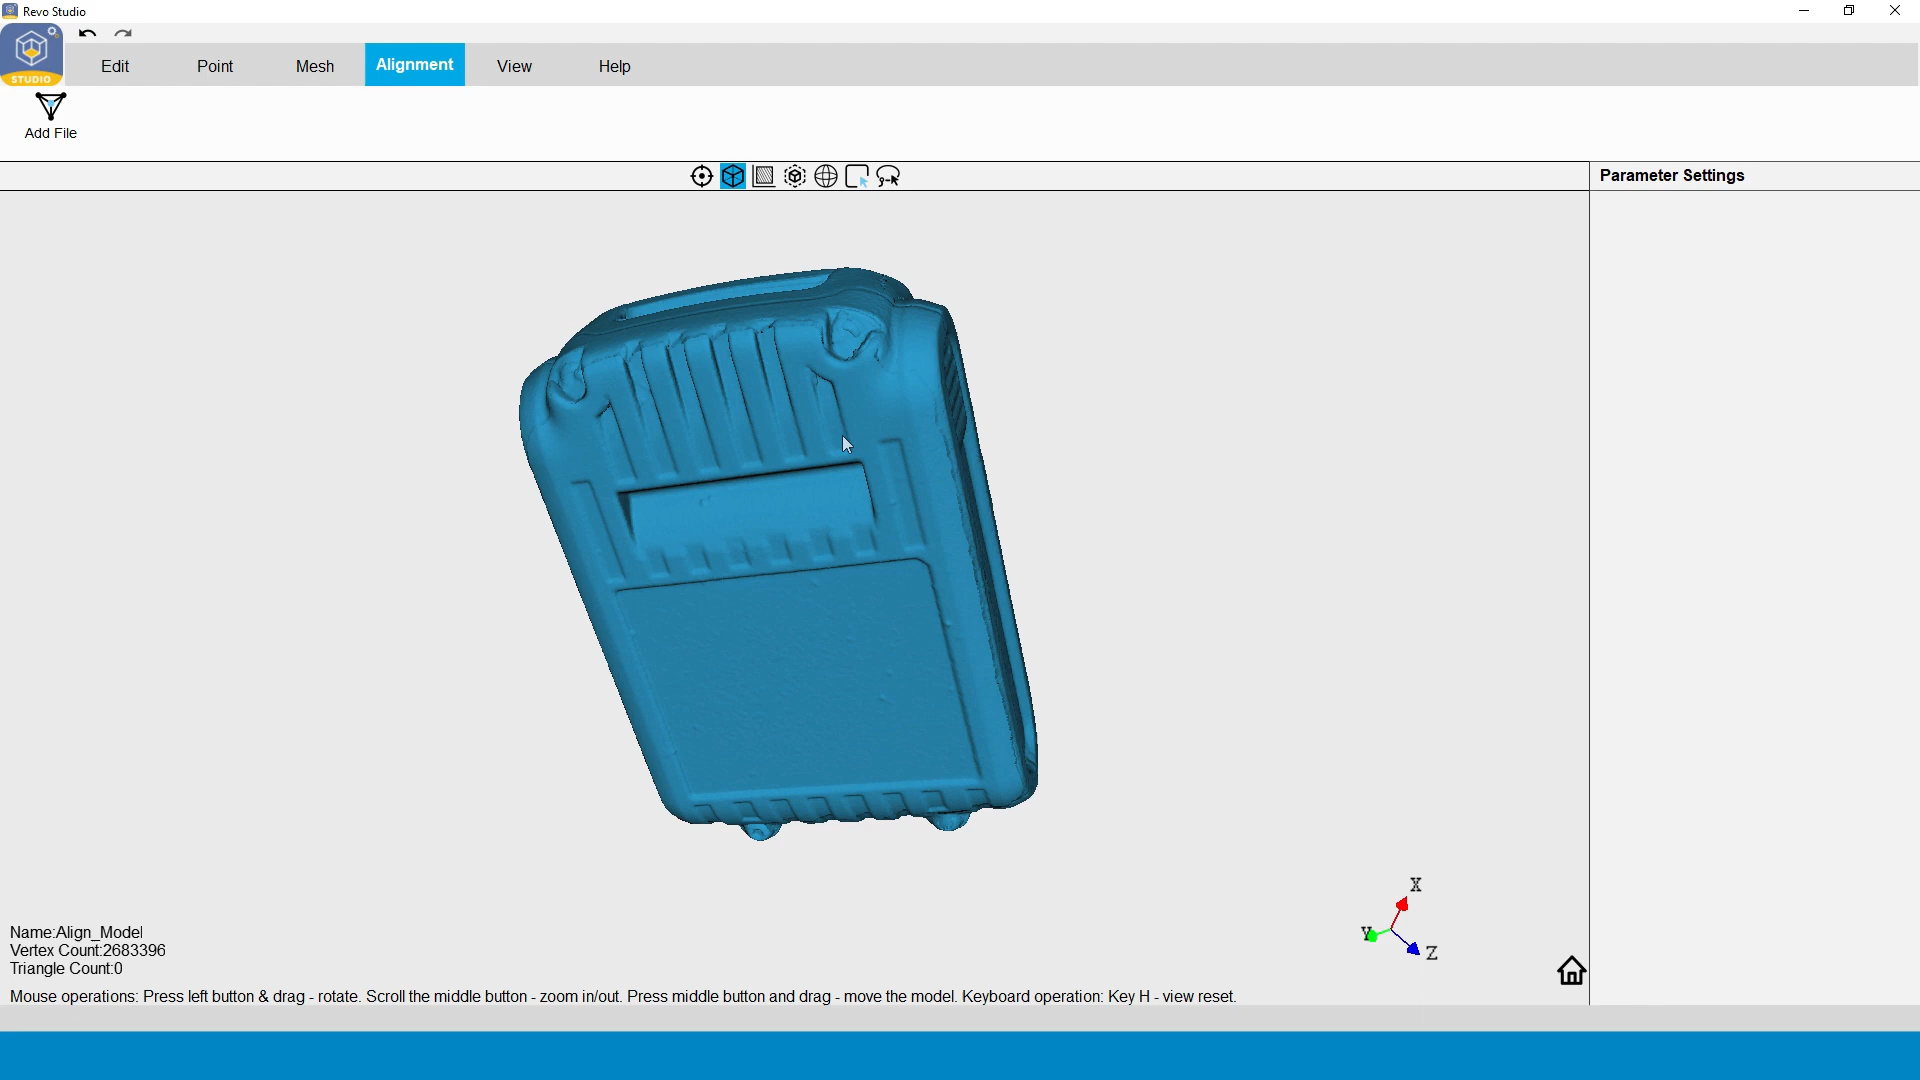 Revo Studio
STUDIO
Edit
Point
Mesh
Alignment
View
Help
Add File
Parameter Settings
X
Y
Z
Name:Align_Model
Vertex Count:2683396
Triangle Count:0
Mouse operations: Press left button & drag - rotate. Scroll the middle button - zoom in/out. Press middle button and drag - move the model. Keyboard operation: Key H - view reset.